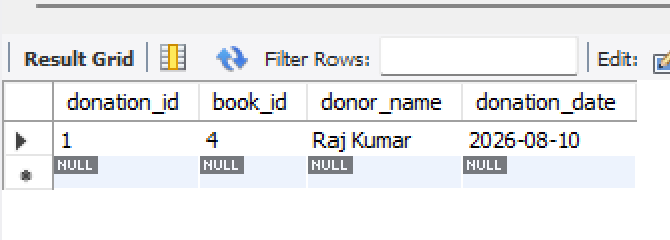 Result Grid Filter Rows: Edit:
donation_id book_id donor_name donation_date
1 4 Raj Kumar 2026-08-10
NULL NULL NULL NULL